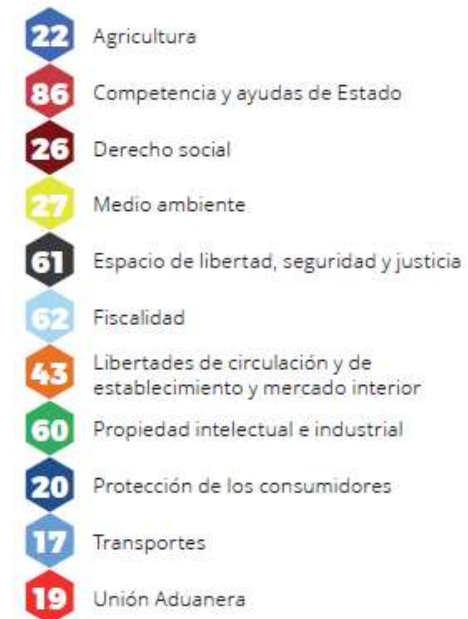 22 Agricultura
86 Competencia y ayudas de Estado
26 Derecho social
27 Medio ambiente
61 Espacio de libertad, seguridad y justicia
62 Fiscalidad
43 Libertades de circulación y de
establecimiento y mercado interior
60 Propiedad intelectual e industrial
20 Protección de los consumidores
17 Transportes
19 Unión Aduanera